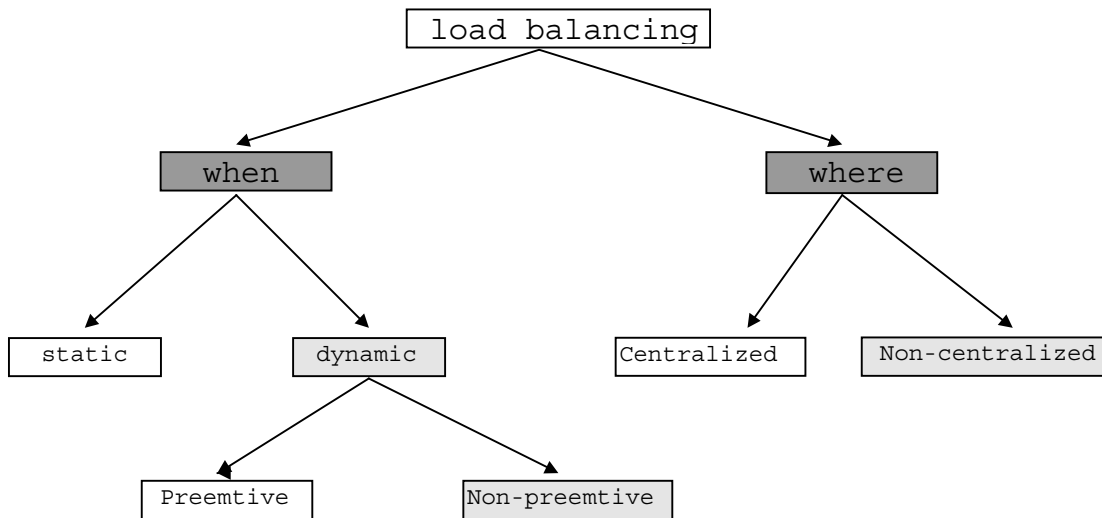 load balancing
when
where
static
dynamic
Centralized
Non-centralized
Preemtive
Non-preemtive